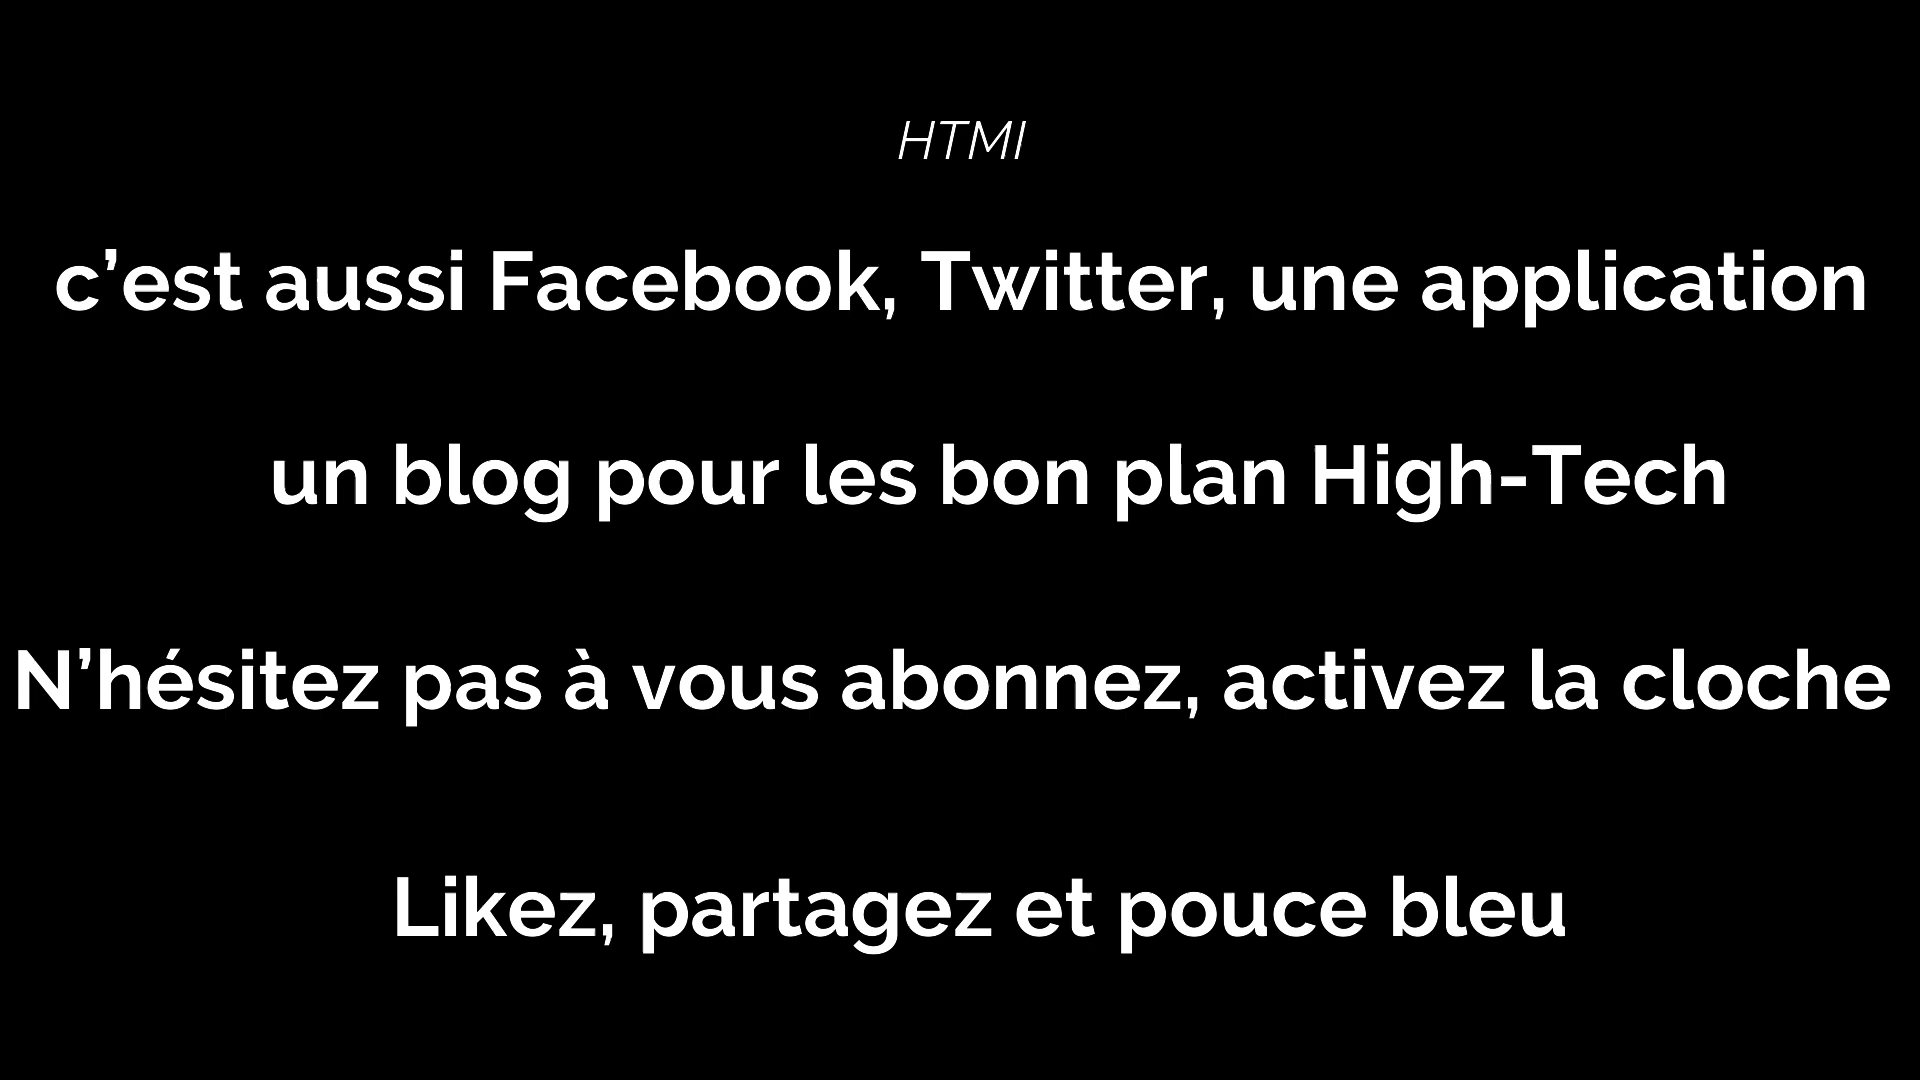 HTMI
c’est aussi Facebook, Twitter, une application
un blog pour les bon plan High-Tech
N’hésitez pas à vous abonnez, activez la cloche
Likez, partagez et pouce bleu